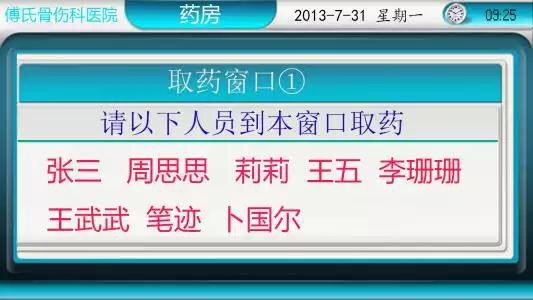 傅氏骨伤科医院 药房 2013-7-31 星期一 09:25
取药窗口①
请以下人员到本窗口取药
张三 周思思 莉莉 王五 李珊珊
王武武 笔迹 卜国尔